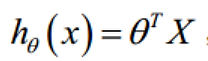 h_θ(x) = θ^T X,